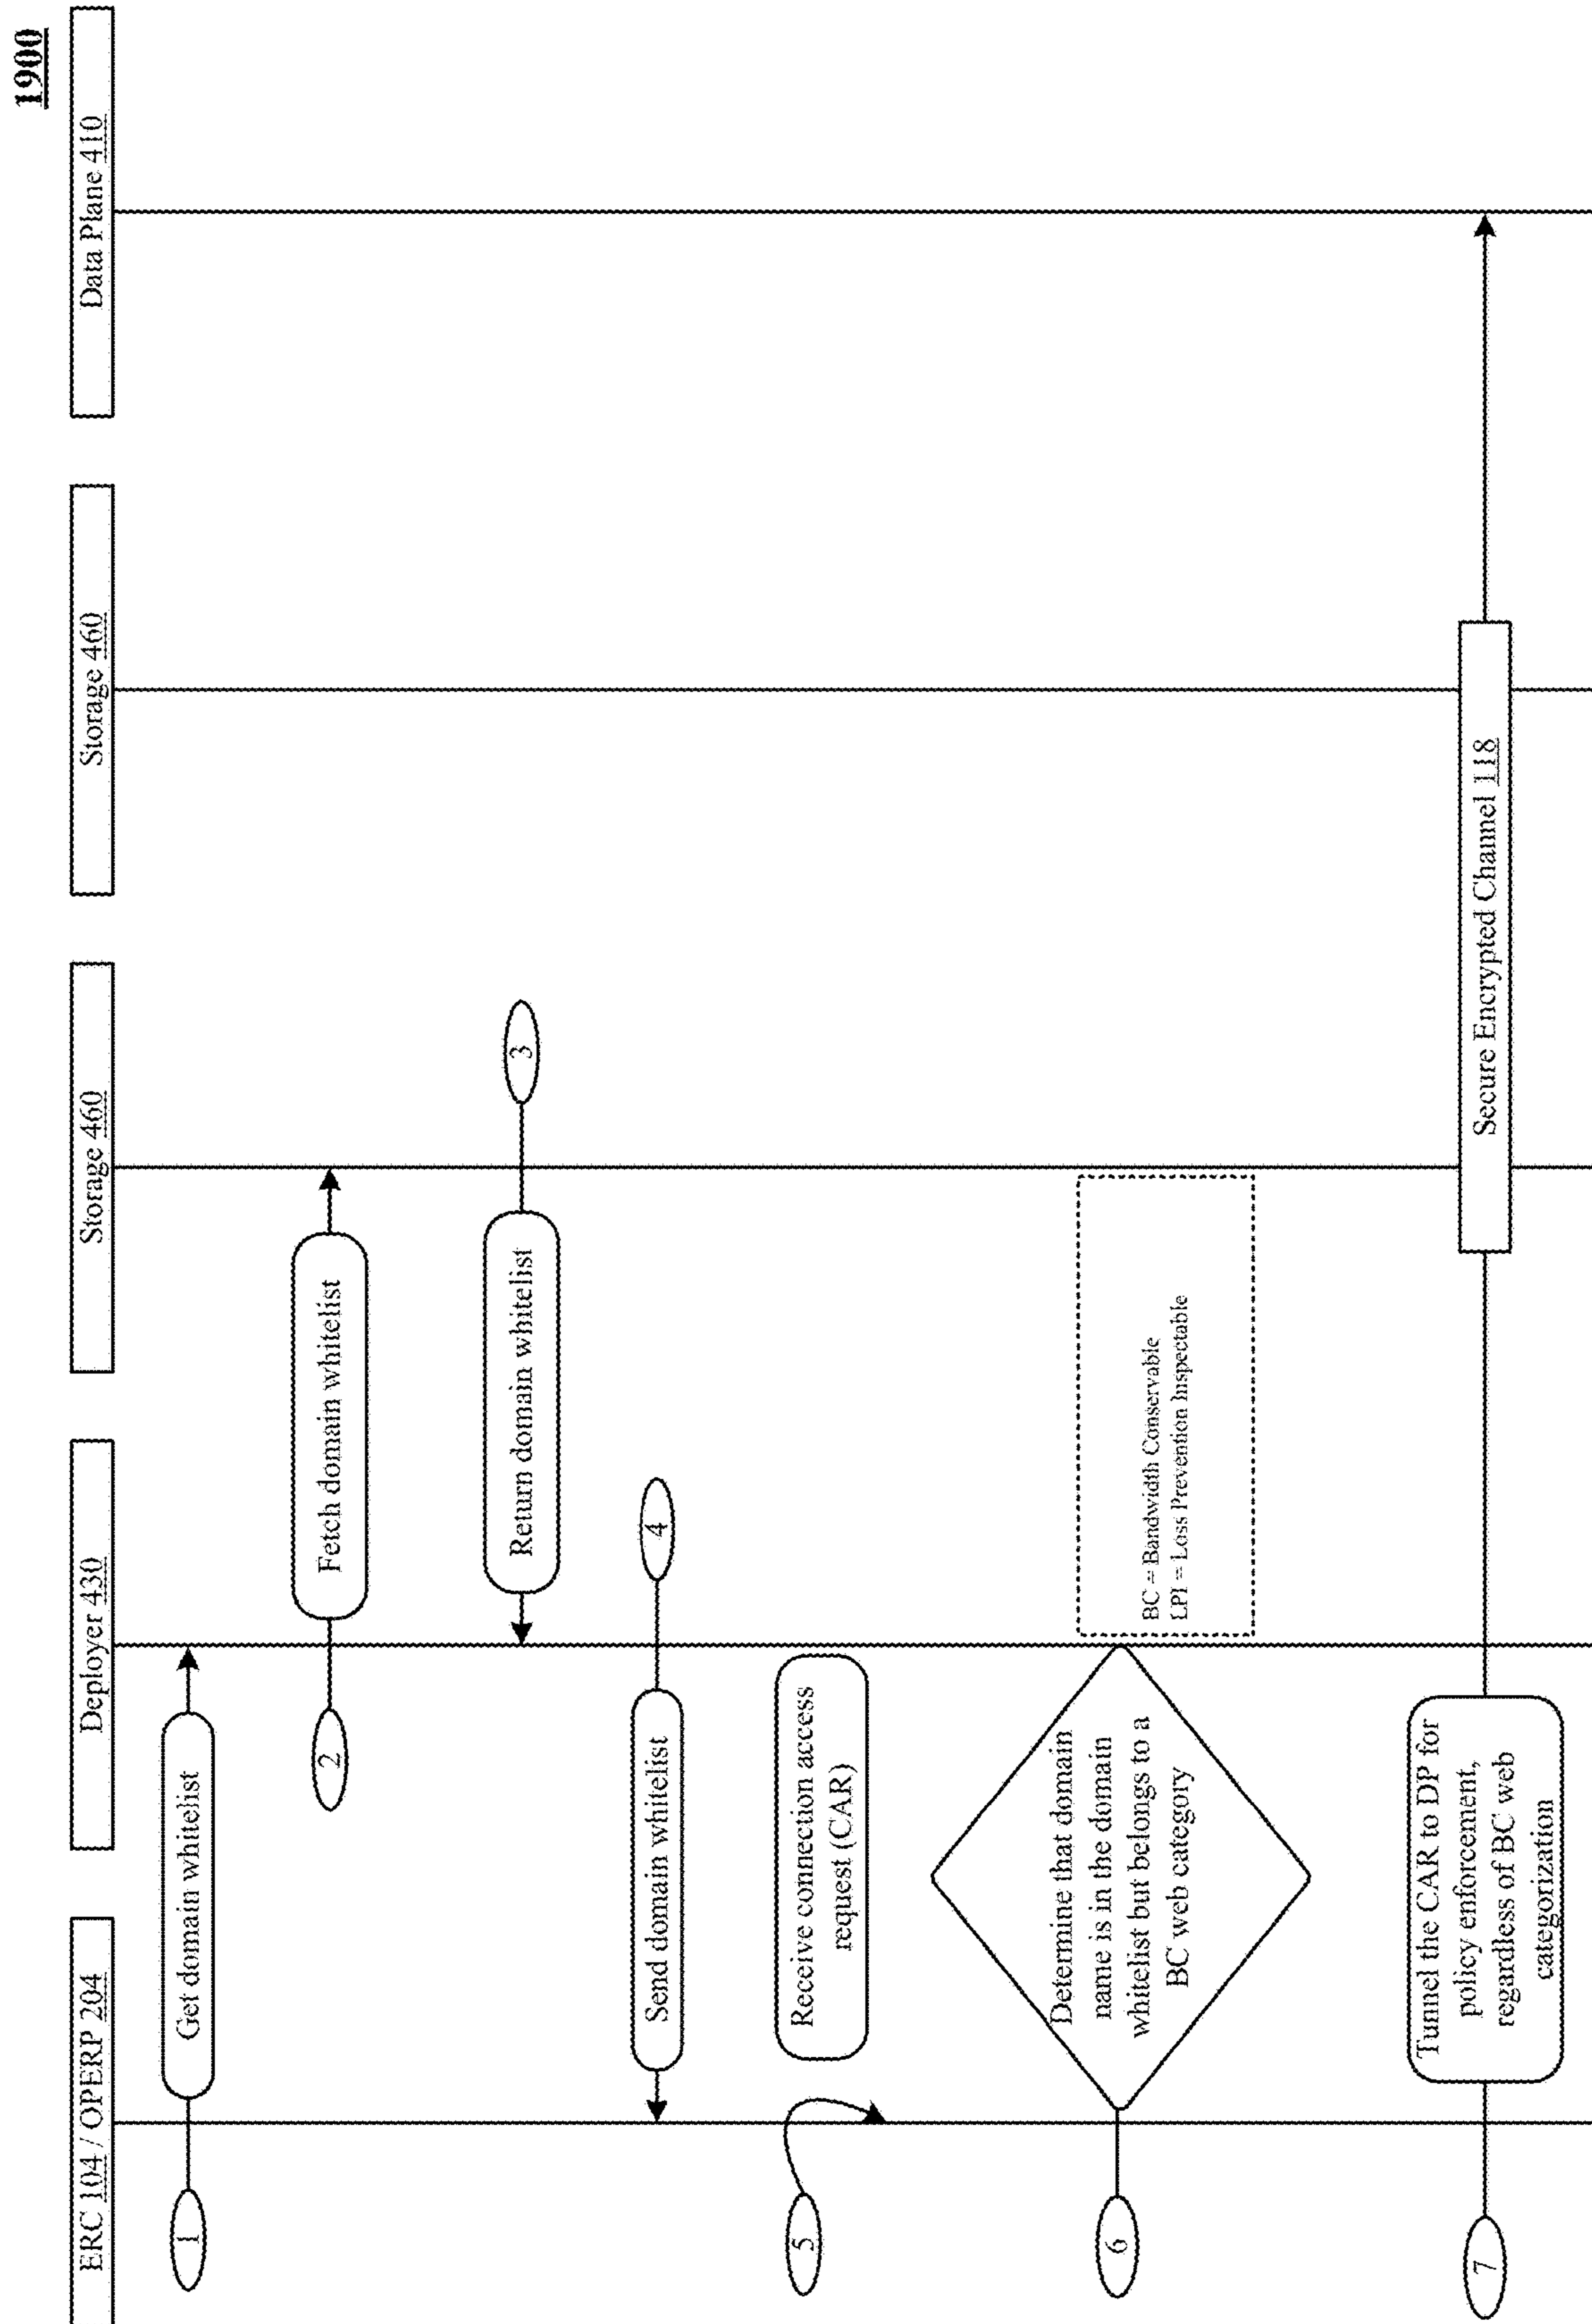 1900
ERC 104 / OPERP 204
Deployer 430
Storage 460
Storage 460
Data Plane 410
1
Get domain whitelist
2
Fetch domain whitelist
Return domain whitelist
3
Send domain whitelist
4
5
Receive connection access
request (CAR)
6
Determine that domain
name is in the domain
whitelist but belongs to a
BC web category
BC = Bandwidth Conservable
LPI = Loss Prevention Inspectable
7
Tunnel the CAR to DP for
policy enforcement,
regardless of BC web
categorization
Secure Encrypted Channel 118